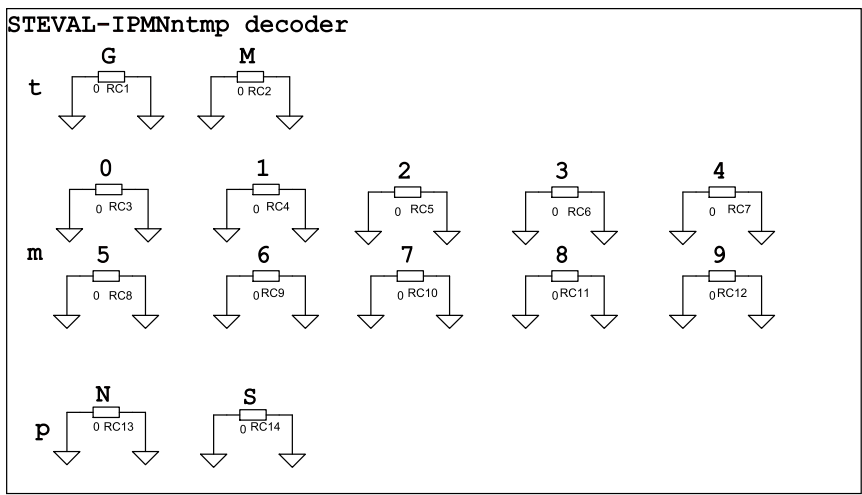 STEVAL-IPMNntmp decoder
G M
t
0 RC1 0 RC2
0 1 2 3 4
0 RC3 0 RC4 0 RC5 0 RC6 0 RC7
m
5 6 7 8 9
0 RC8 0 RC9 0 RC10 0 RC11 0 RC12
N S
p
0 RC13 0 RC14